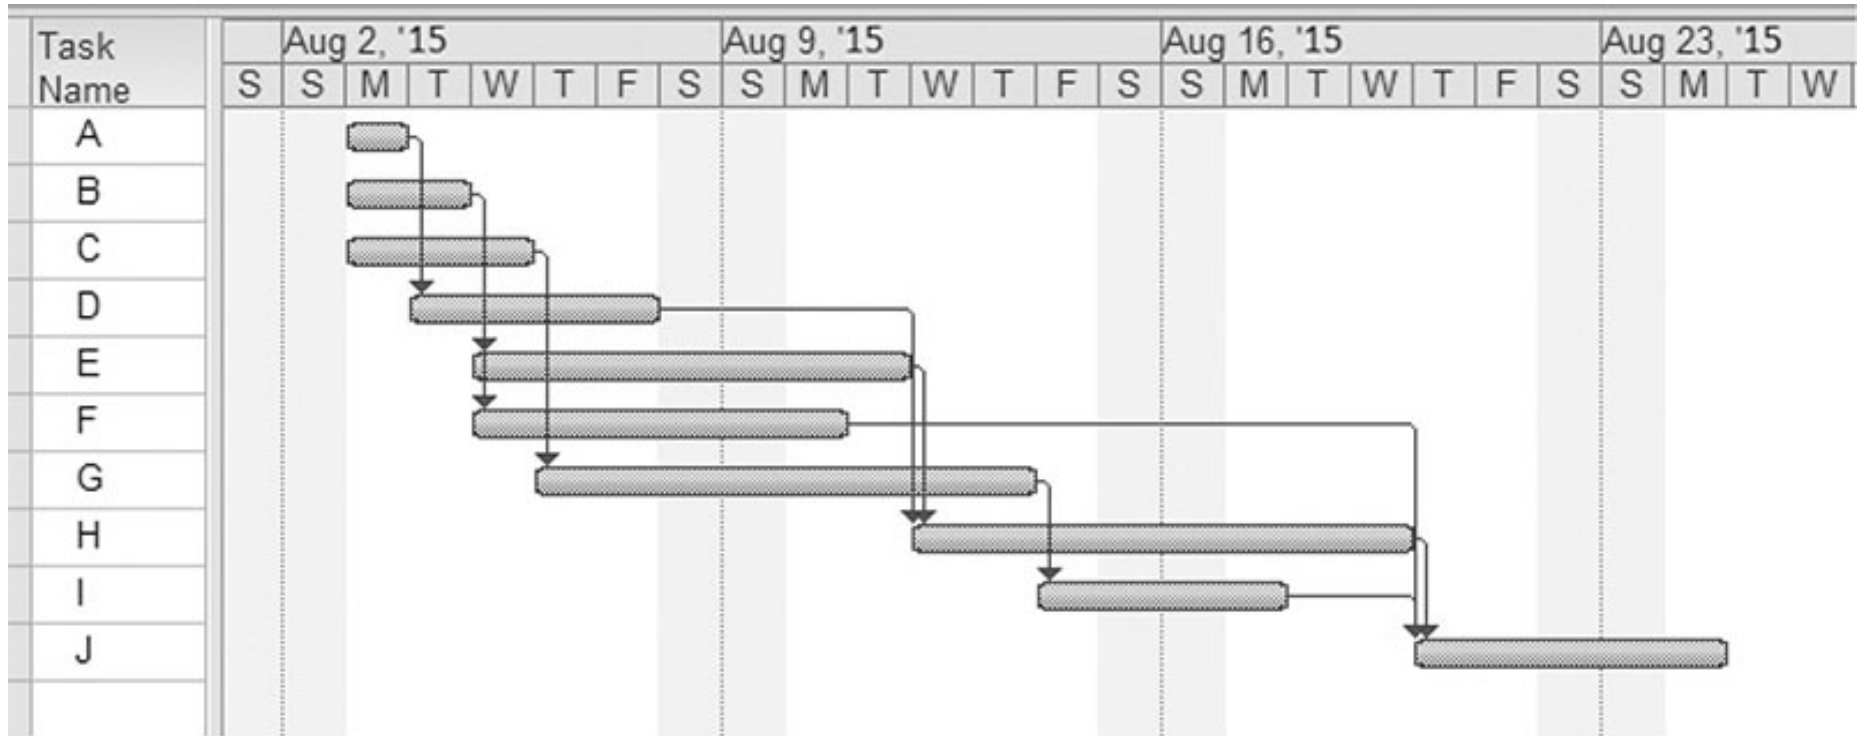 Task Name
Aug 2, '15 Aug 9, '15 Aug 16, '15 Aug 23, '15
S S M T W T F S S M T W T F S S M T W T F S S M T W
A
B
C
D
E
F
G
H
I
J